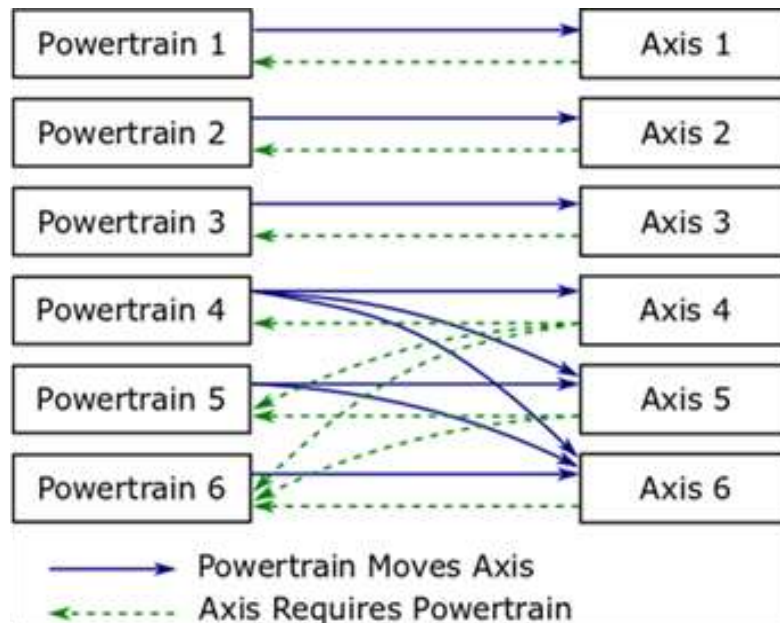 Powertrain 1
Axis 1
Powertrain 2
Axis 2
Powertrain 3
Axis 3
Powertrain 4
Axis 4
Powertrain 5
Axis 5
Powertrain 6
Axis 6
Powertrain Moves Axis
Axis Requires Powertrain